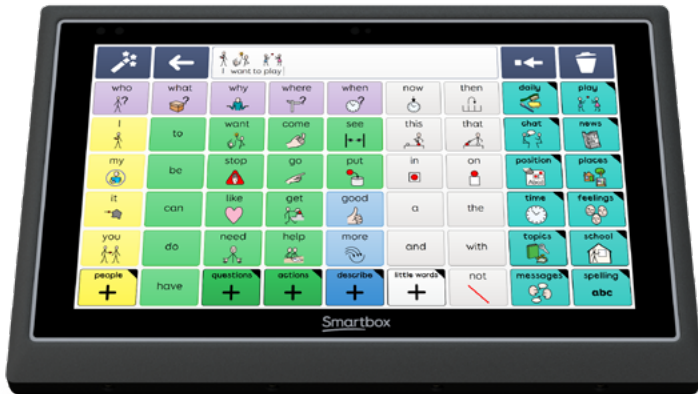 I want to play
who what why where when now then daily play
I to want come see this that chat news
my be stop go put in on position places
it can like get good a the time feelings
you do need help more and with topics school
people have questions actions describe little words not messages spelling
abc
Smartbox